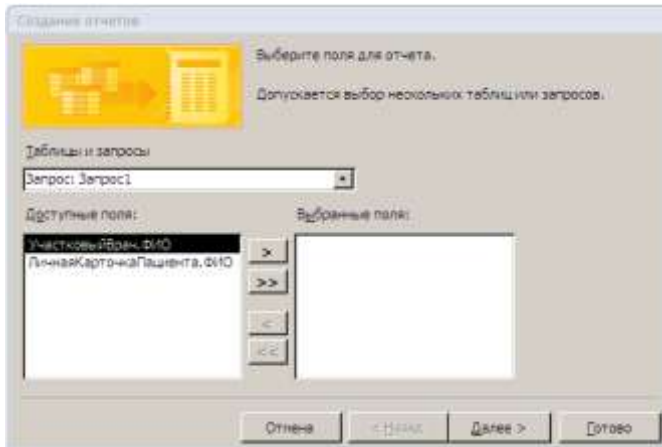 Создание отчетов
Выберите поля для отчета.
Допускается выбор нескольких таблиц или запросов.
Таблицы и запросы
Запрос: Запрос1
Доступные поля:
Выбранные поля:
УчастковыйВрач.ФИО
ЛичнаяКарточкаПациента.ФИО
>
>>
<
<<
Отмена
< Назад
Далее >
Готово